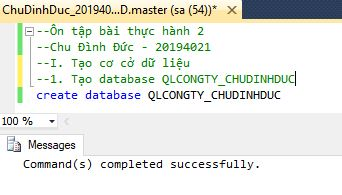 ChuDinhDuc_201940...D.master (sa (54))*
--Ôn tập bài thực hành 2
--Chu Đình Đức - 20194021
--I. Tạo cơ cở dữ liệu
--1. Tạo database QLCONGTY_CHUDINHDUC
create database QLCONGTY_CHUDINHDUC
100 %
Messages
Command(s) completed successfully.